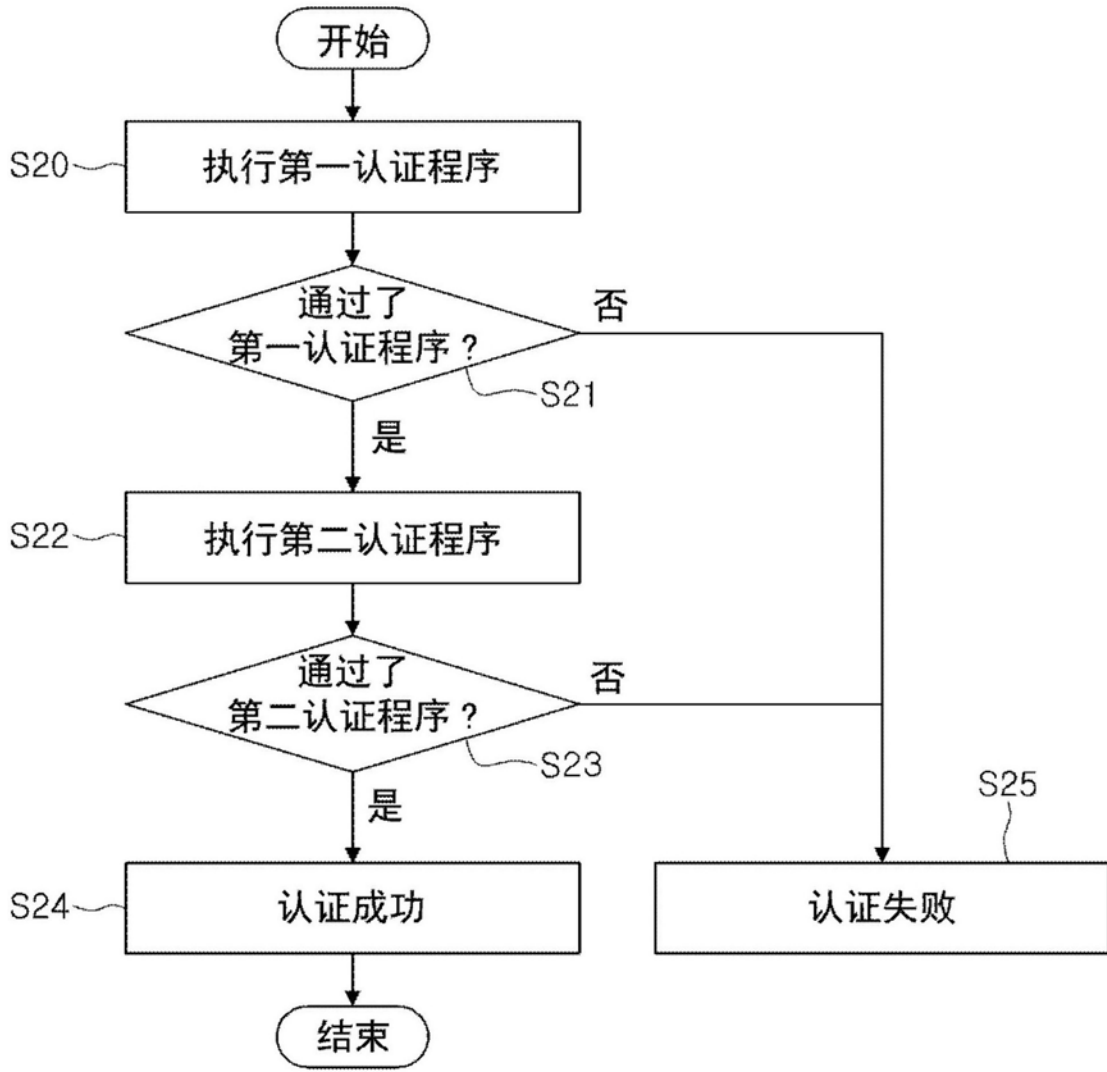 开始
S20
执行第一认证程序
通过了
第一认证程序?
否
S21
是
S22
执行第二认证程序
通过了
第二认证程序?
否
S23
是
S25
S24
认证成功
认证失败
结束